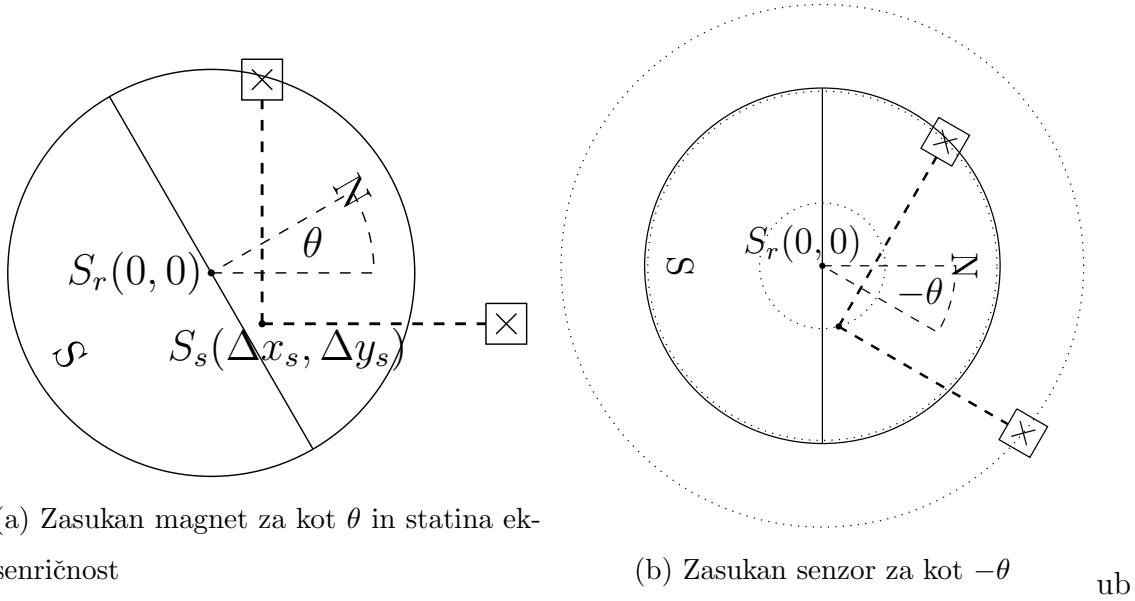 N
θ
S_r(0, 0)
S_s(Δx_s, Δy_s)
S
(a) Zasukan magnet za kot θ in statina ek-
senričnost
S_r(0, 0)
S
N
−θ
(b) Zasukan senzor za kot −θ
ub